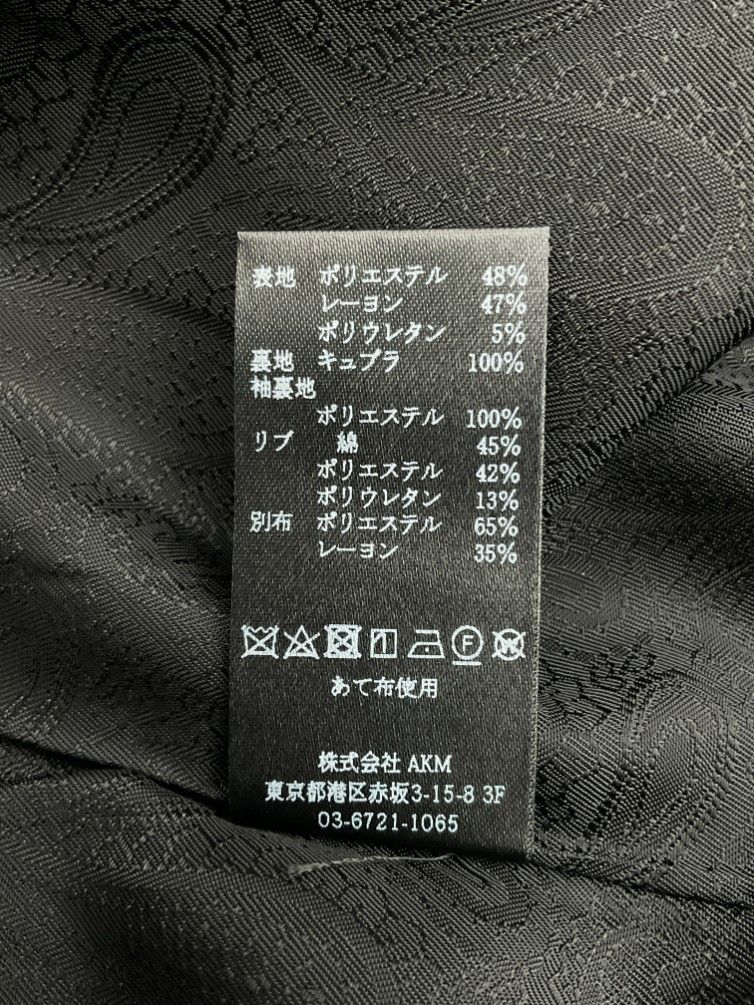 表地 ポリエステル 48%
レーヨン 47%
ポリウレタン 5%
裏地 キュプラ 100%
袖裏地
ポリエステル 100%
リブ 綿 45%
ポリエステル 42%
ポリウレタン 13%
別布 ポリエステル 65%
レーヨン 35%
F W
あて布使用
株式会社 AKM
東京都港区赤坂3-15-8 3F
03-6721-1065